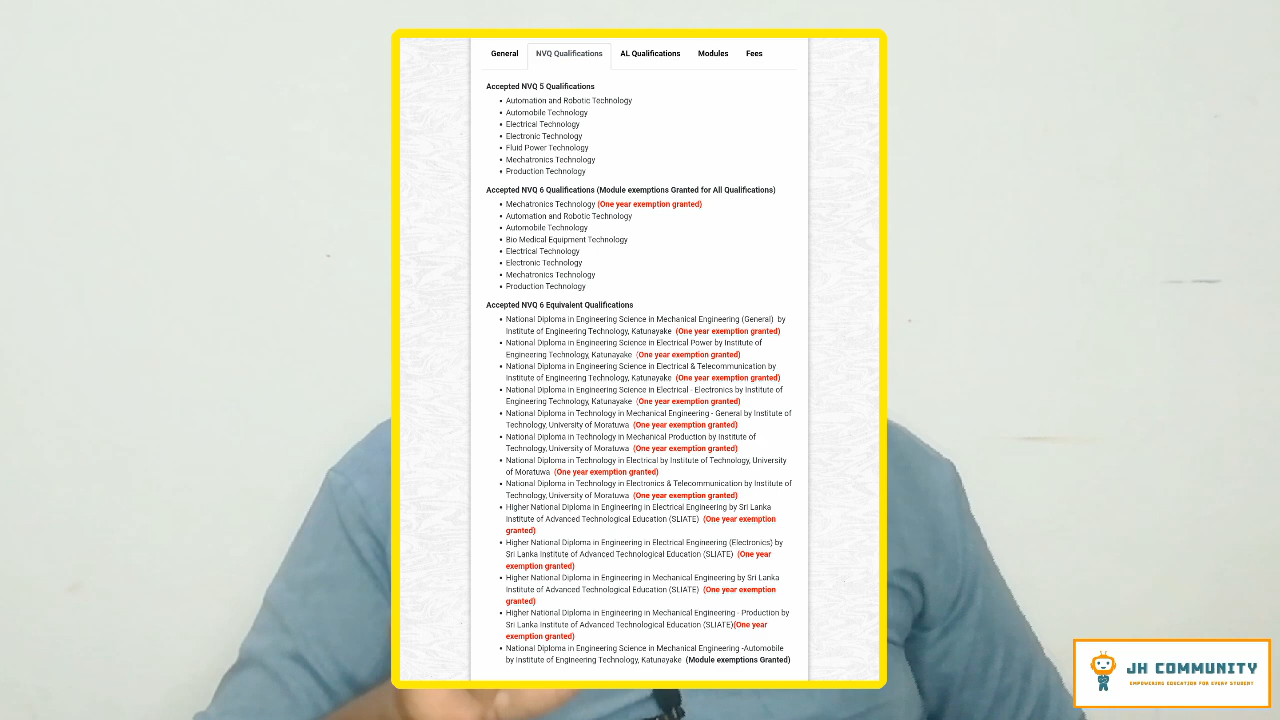 General NVQ Qualifications AL Qualifications Modules Fees
Accepted NVQ 5 Qualifications
• Automation and Robotic Technology
• Automobile Technology
• Electrical Technology
• Electronic Technology
• Fluid Power Technology
• Mechatronics Technology
• Production Technology
Accepted NVQ 6 Qualifications (Module exemptions Granted for All Qualifications)
• Mechatronics Technology (One year exemption granted)
• Automation and Robotic Technology
• Automobile Technology
• Bio Medical Equipment Technology
• Electrical Technology
• Electronic Technology
• Mechatronics Technology
• Production Technology
Accepted NVQ 6 Equivalent Qualifications
• National Diploma in Engineering Science in Mechanical Engineering (General) by
Institute of Engineering Technology, Katunayake (One year exemption granted)
• National Diploma in Engineering Science in Electrical Power by Institute of
Engineering Technology, Katunayake (One year exemption granted)
• National Diploma in Engineering Science in Electrical & Telecommunication by
Institute of Engineering Technology, Katunayake (One year exemption granted)
• National Diploma in Engineering Science in Electrical - Electronics by Institute of
Engineering Technology, Katunayake (One year exemption granted)
• National Diploma in Technology in Mechanical Engineering - General by Institute of
Technology, University of Moratuwa (One year exemption granted)
• National Diploma in Technology in Mechanical Production by Institute of
Technology, University of Moratuwa (One year exemption granted)
• National Diploma in Technology in Electrical by Institute of Technology, University
of Moratuwa (One year exemption granted)
• National Diploma in Technology in Electronics & Telecommunication by Institute of
Technology, University of Moratuwa (One year exemption granted)
• Higher National Diploma in Engineering in Electrical Engineering by Sri Lanka
Institute of Advanced Technological Education (SLIATE) (One year exemption
granted)
• Higher National Diploma in Engineering in Electrical Engineering (Electronics) by
Sri Lanka Institute of Advanced Technological Education (SLIATE) (One year
exemption granted)
• Higher National Diploma in Engineering in Mechanical Engineering by Sri Lanka
Institute of Advanced Technological Education (SLIATE) (One year exemption
granted)
• Higher National Diploma in Engineering in Mechanical Engineering - Production by
Sri Lanka Institute of Advanced Technological Education (SLIATE)(One year
exemption granted)
• National Diploma in Engineering Science in Mechanical Engineering -Automobile
by Institute of Engineering Technology, Katunayake (Module exemptions Granted)
JH COMMUNITY
EMPOWERING EDUCATION FOR EVERY STUDENT